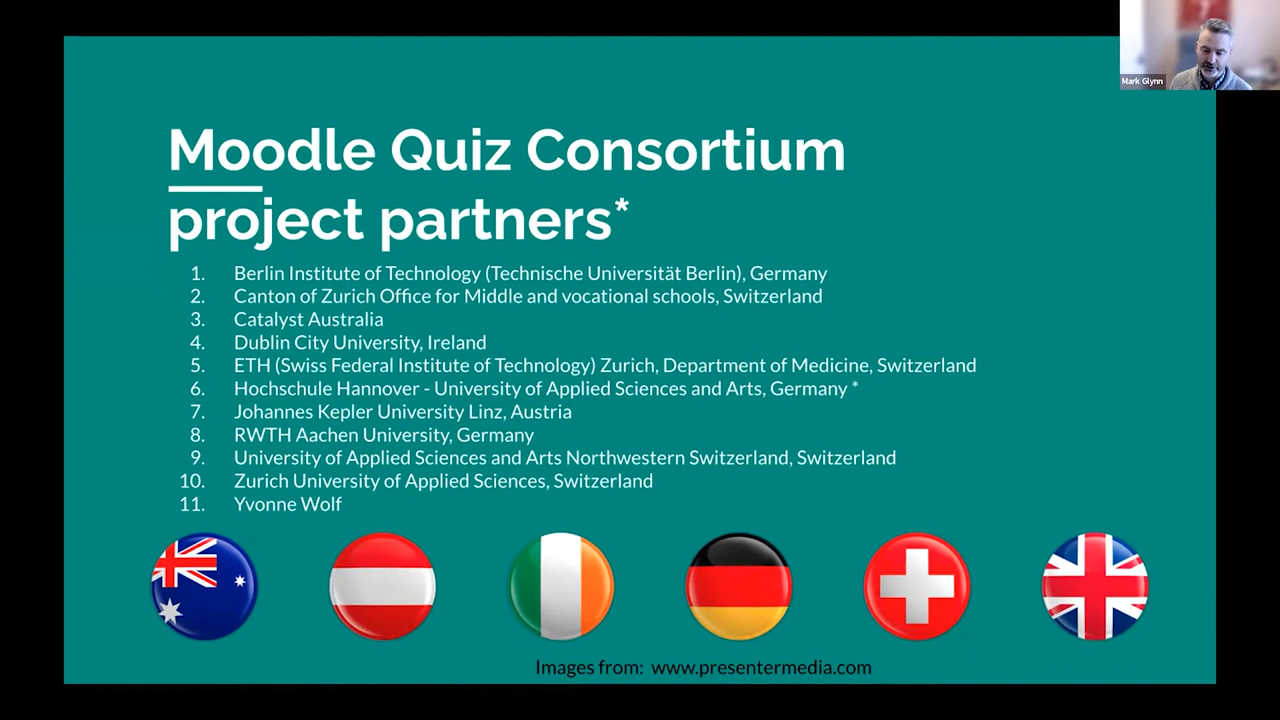 Mark Glynn
Moodle Quiz Consortium
project partners*
1. Berlin Institute of Technology (Technische Universität Berlin), Germany
2. Canton of Zurich Office for Middle and vocational schools, Switzerland
3. Catalyst Australia
4. Dublin City University, Ireland
5. ETH (Swiss Federal Institute of Technology) Zurich, Department of Medicine, Switzerland
6. Hochschule Hannover - University of Applied Sciences and Arts, Germany *
7. Johannes Kepler University Linz, Austria
8. RWTH Aachen University, Germany
9. University of Applied Sciences and Arts Northwestern Switzerland, Switzerland
10. Zurich University of Applied Sciences, Switzerland
11. Yvonne Wolf
Images from: www.presentermedia.com